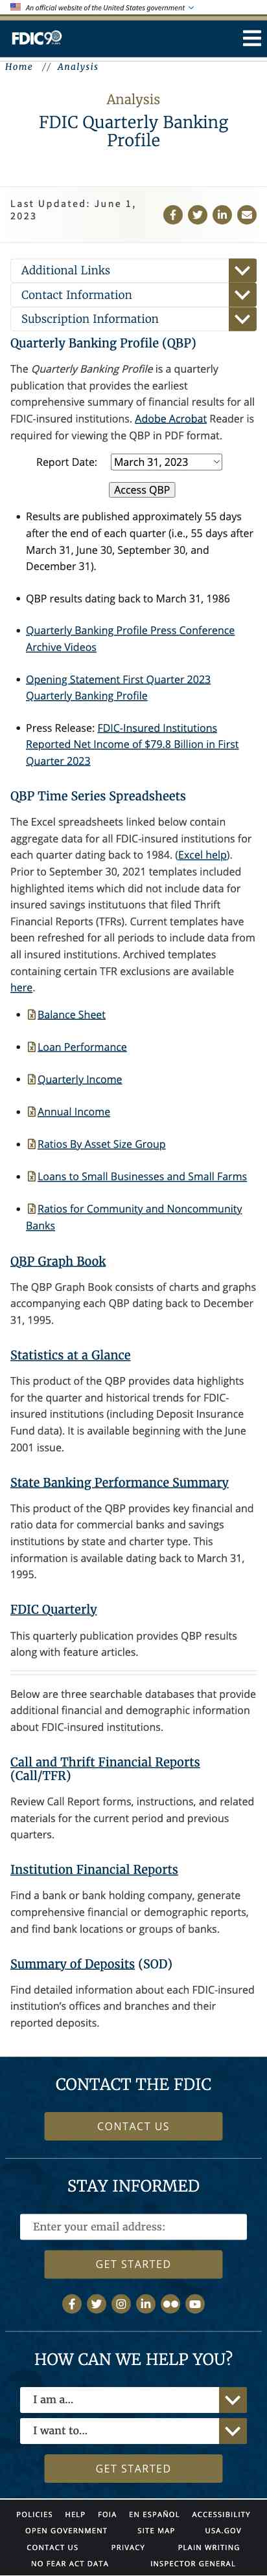 An official website of the United States government
FDIC90
Home // Analysis
Analysis
FDIC Quarterly Banking
Profile
Last Updated: June 1,
2023
Additional Links
Contact Information
Subscription Information
Quarterly Banking Profile (QBP)
The Quarterly Banking Profile is a quarterly
publication that provides the earliest
comprehensive summary of financial results for all
FDIC-insured institutions. Adobe Acrobat Reader is
required for viewing the QBP in PDF format.
Report Date: March 31, 2023
Access QBP
• Results are published approximately 55 days
after the end of each quarter (i.e., 55 days after
March 31, June 30, September 30, and
December 31).
• QBP results dating back to March 31, 1986
• Quarterly Banking Profile Press Conference
Archive Videos
• Opening Statement First Quarter 2023
Quarterly Banking Profile
• Press Release: FDIC-Insured Institutions
Reported Net Income of $79.8 Billion in First
Quarter 2023
QBP Time Series Spreadsheets
The Excel spreadsheets linked below contain
aggregate data for all FDIC-insured institutions for
each quarter dating back to 1984. (Excel help).
Prior to September 30, 2021 templates included
highlighted items which did not include data for
insured savings institutuons that filed Thrift
Financial Reports (TFRs). Current templates have
been refreshed for all periods to include data from
all insured institutions. Archived templates
containing certain TFR exclusions are available
here.
• Balance Sheet
• Loan Performance
• Quarterly Income
• Annual Income
• Ratios By Asset Size Group
• Loans to Small Businesses and Small Farms
• Ratios for Community and Noncommunity
Banks
QBP Graph Book
The QBP Graph Book consists of charts and graphs
accompanying each QBP dating back to December
31, 1995.
Statistics at a Glance
This product of the QBP provides data highlights
for the quarter and historical trends for FDIC-
insured institutions (including Deposit Insurance
Fund data). It is available beginning with the June
2001 issue.
State Banking Performance Summary
This product of the QBP provides key financial and
ratio data for commercial banks and savings
institutions by state and charter type. This
information is available dating back to March 31,
1995.
FDIC Quarterly
This quarterly publication provides QBP results
along with feature articles.
Below are three searchable databases that provide
additional financial and demographic information
about FDIC-insured institutions.
Call and Thrift Financial Reports
(Call/TFR)
Review Call Report forms, instructions, and related
materials for the current period and previous
quarters.
Institution Financial Reports
Find a bank or bank holding company, generate
comprehensive financial or demographic reports,
and find bank locations or groups of banks.
Summary of Deposits (SOD)
Find detailed information about each FDIC-insured
institution's offices and branches and their
reported deposits.
CONTACT THE FDIC
CONTACT US
STAY INFORMED
Enter your email address:
GET STARTED
HOW CAN WE HELP YOU?
I am a...
I want to...
GET STARTED
POLICIES HELP FOIA EN ESPAÑOL ACCESSIBILITY
OPEN GOVERNMENT SITE MAP USA.GOV
CONTACT US PRIVACY PLAIN WRITING
NO FEAR ACT DATA INSPECTOR GENERAL